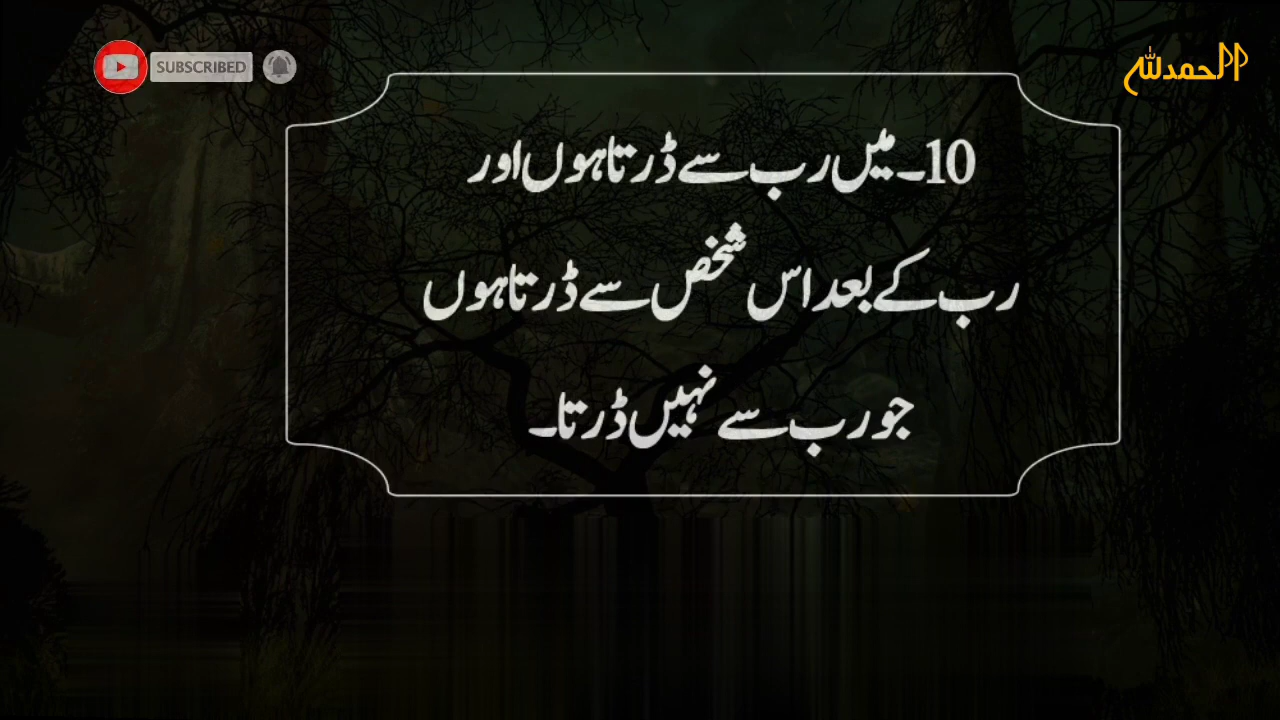 SUBSCRIBED
الحمدللہ
10۔میں رب سے ڈرتا ہوں اور
رب کے بعد اس شخص سے ڈرتا ہوں
جو رب سے نہیں ڈرتا۔